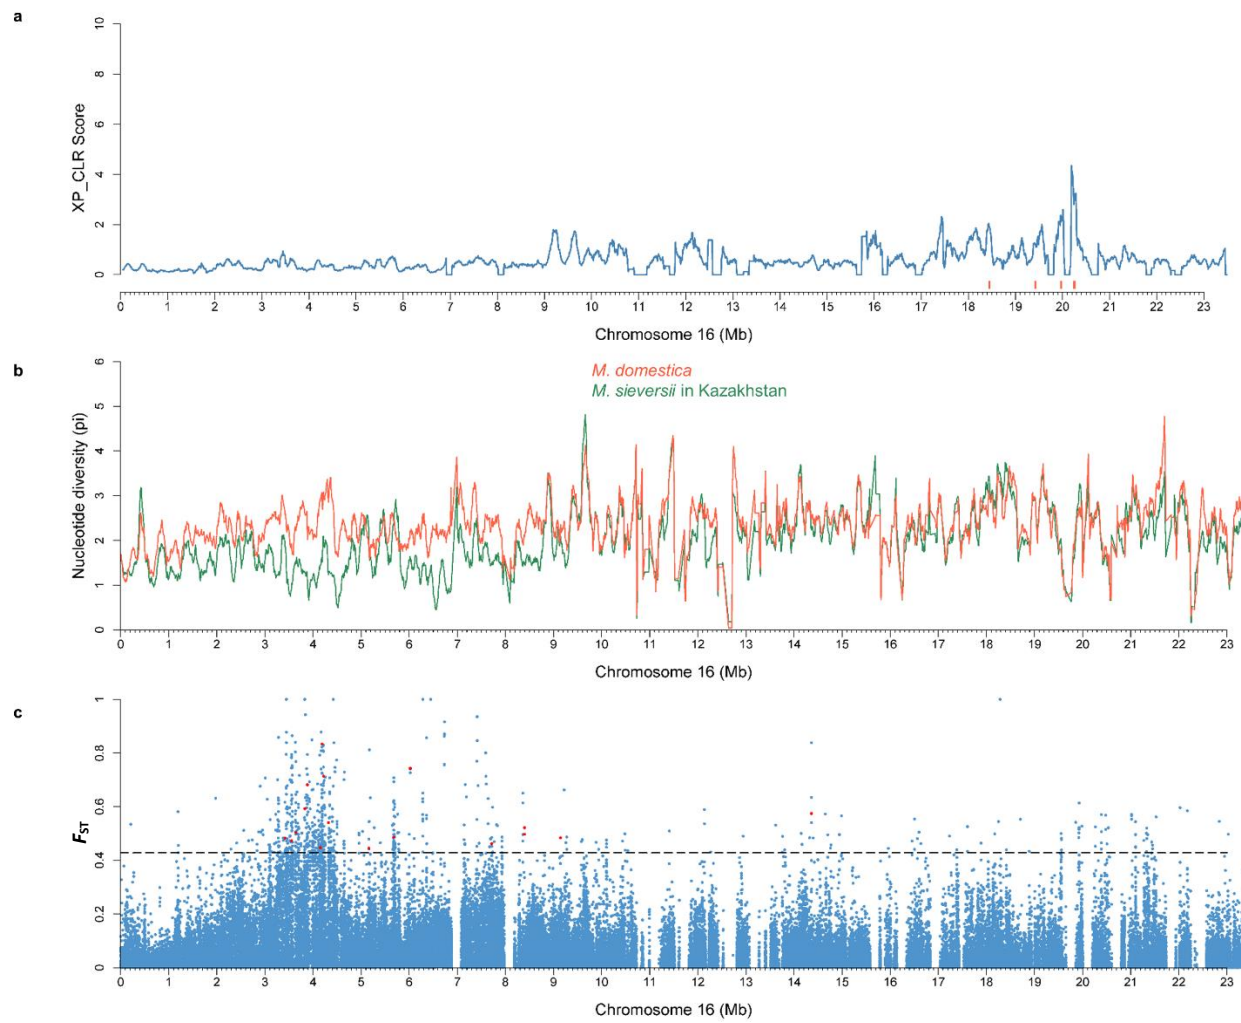 a
10
8
6
4
2
0
XP_CLR Score
0 1 2 3 4 5 6 7 8 9 10 11 12 13 14 15 16 17 18 19 20 21 22 23
Chromosome 16 (Mb)
b
6
5
4
3
2
1
0
Nucleotide diversity (pi)
M. domestica
M. sieversii in Kazakhstan
0 1 2 3 4 5 6 7 8 9 10 11 12 13 14 15 16 17 18 19 20 21 22 23
Chromosome 16 (Mb)
c
1
0.8
0.6
0.4
0.2
0
FST
0 1 2 3 4 5 6 7 8 9 10 11 12 13 14 15 16 17 18 19 20 21 22 23
Chromosome 16 (Mb)